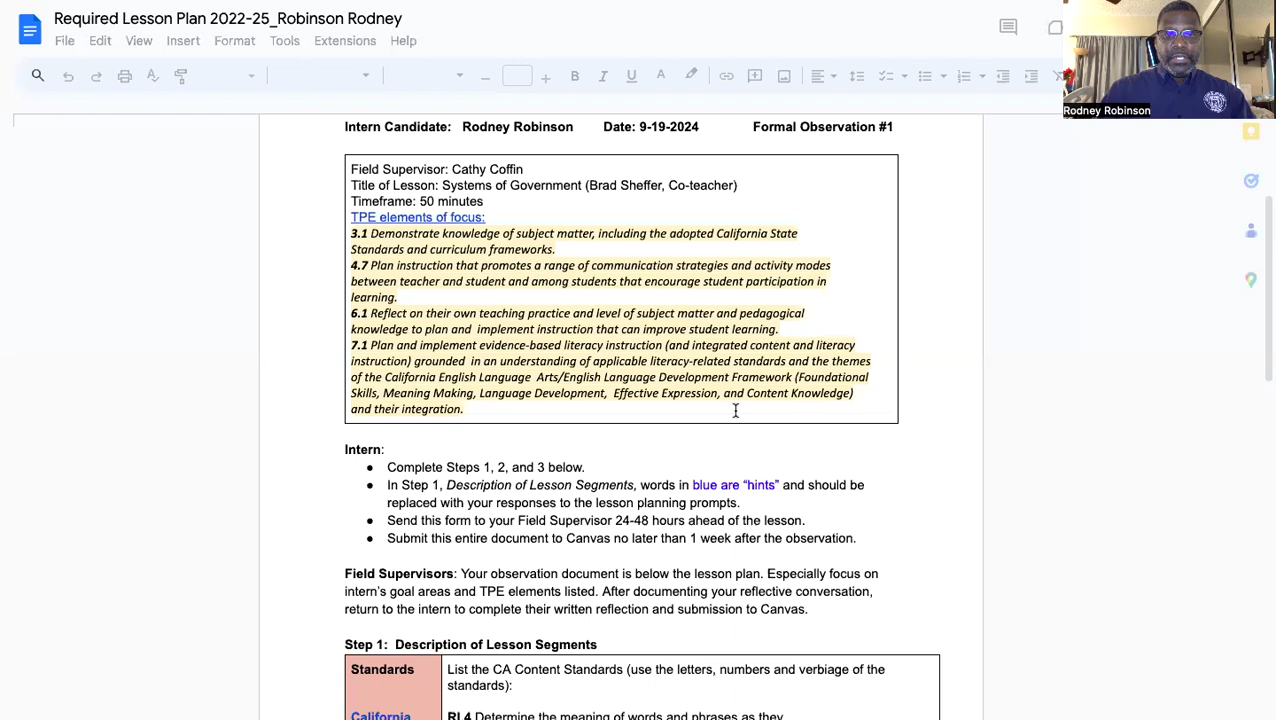 Required Lesson Plan 2022-25_Robinson Rodney
File Edit View Insert Format Tools Extensions Help
Rodney Robinson
Intern Candidate: Rodney Robinson Date: 9-19-2024 Formal Observation #1
Field Supervisor: Cathy Coffin
Title of Lesson: Systems of Government (Brad Sheffer, Co-teacher)
Timeframe: 50 minutes
TPE elements of focus:
3.1 Demonstrate knowledge of subject matter, including the adopted California State
Standards and curriculum frameworks.
4.7 Plan instruction that promotes a range of communication strategies and activity modes
between teacher and student and among students that encourage student participation in
learning.
6.1 Reflect on their own teaching practice and level of subject matter and pedagogical
knowledge to plan and implement instruction that can improve student learning.
7.1 Plan and implement evidence-based literacy instruction (and integrated content and literacy
instruction) grounded in an understanding of applicable literacy-related standards and the themes
of the California English Language Arts/English Language Development Framework (Foundational
Skills, Meaning Making, Language Development, Effective Expression, and Content Knowledge)
and their integration.
Intern:
● Complete Steps 1, 2, and 3 below.
● In Step 1, Description of Lesson Segments, words in blue are “hints” and should be
replaced with your responses to the lesson planning prompts.
● Send this form to your Field Supervisor 24-48 hours ahead of the lesson.
● Submit this entire document to Canvas no later than 1 week after the observation.
Field Supervisors: Your observation document is below the lesson plan. Especially focus on
intern’s goal areas and TPE elements listed. After documenting your reflective conversation,
return to the intern to complete their written reflection and submission to Canvas.
Step 1: Description of Lesson Segments
Standards List the CA Content Standards (use the letters, numbers and verbiage of the
standards):
California RL4 Determine the meaning of words and phrases as they